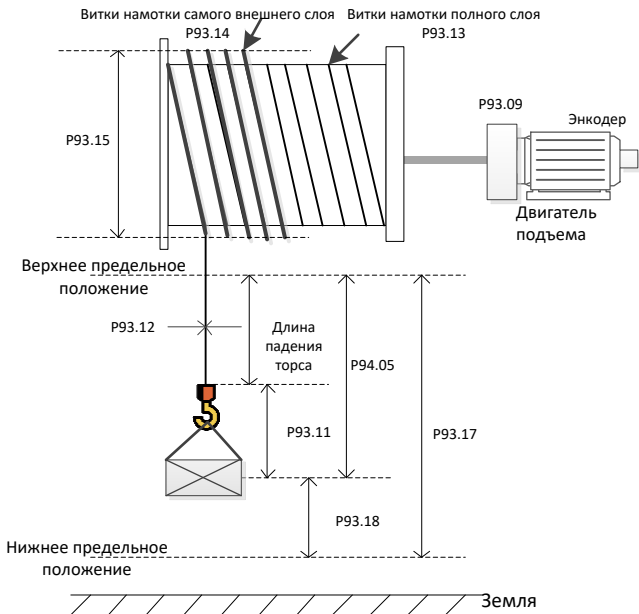 Витки намотки самого внешнего слоя
P93.14
Витки намотки полного слоя
P93.13
P93.09
Энкодер
P93.15
Двигатель
подъема
Верхнее предельное
положение
P93.12
Длина
падения
торса
P94.05
P93.11
P93.17
P93.18
Нижнее предельное
положение
Земля